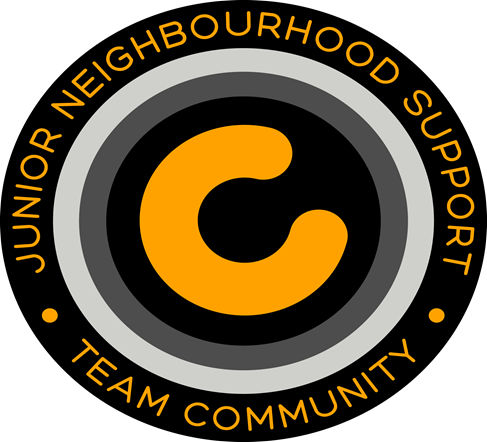 JUNIOR NEIGHBOURHOOD SUPPORT
C
• TEAM COMMUNITY •